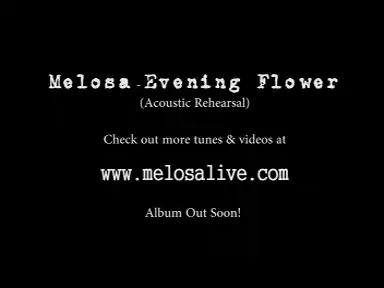 Melosa - Evening Flower
(Acoustic Rehearsal)
Check out more tunes & videos at
www.melosalive.com
Album Out Soon!